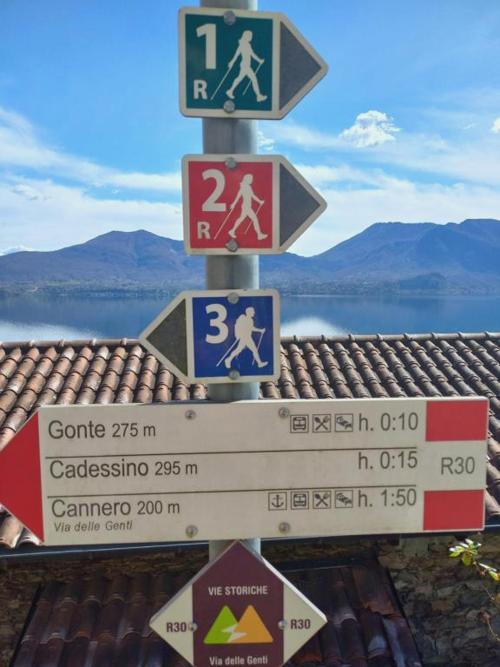 1
R
2
R
3
Gonte 275 m h. 0:10
Cadessino 295 m h. 0:15
R30
Cannero 200 m h. 1:50
Via delle Genti
VIE STORICHE
R30 R30
Via delle Genti